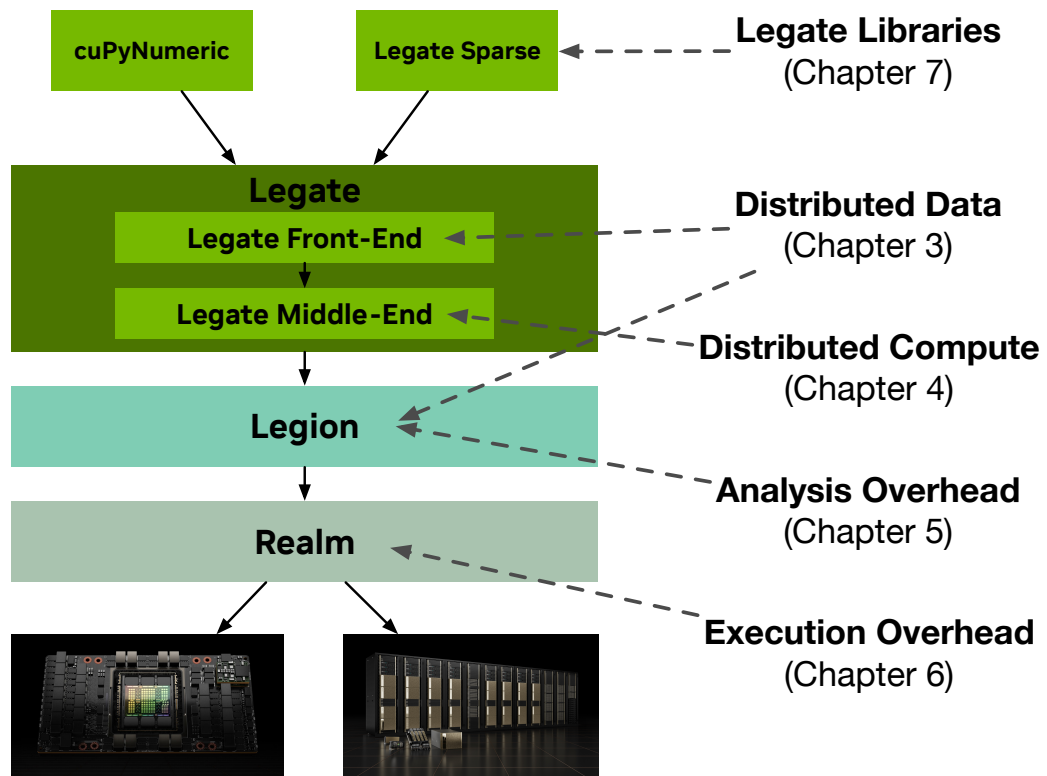 cuPyNumeric
Legate Sparse
Legate Libraries
(Chapter 7)
Legate
Legate Front-End
Legate Middle-End
Distributed Data
(Chapter 3)
Distributed Compute
(Chapter 4)
Legion
Analysis Overhead
(Chapter 5)
Realm
Execution Overhead
(Chapter 6)